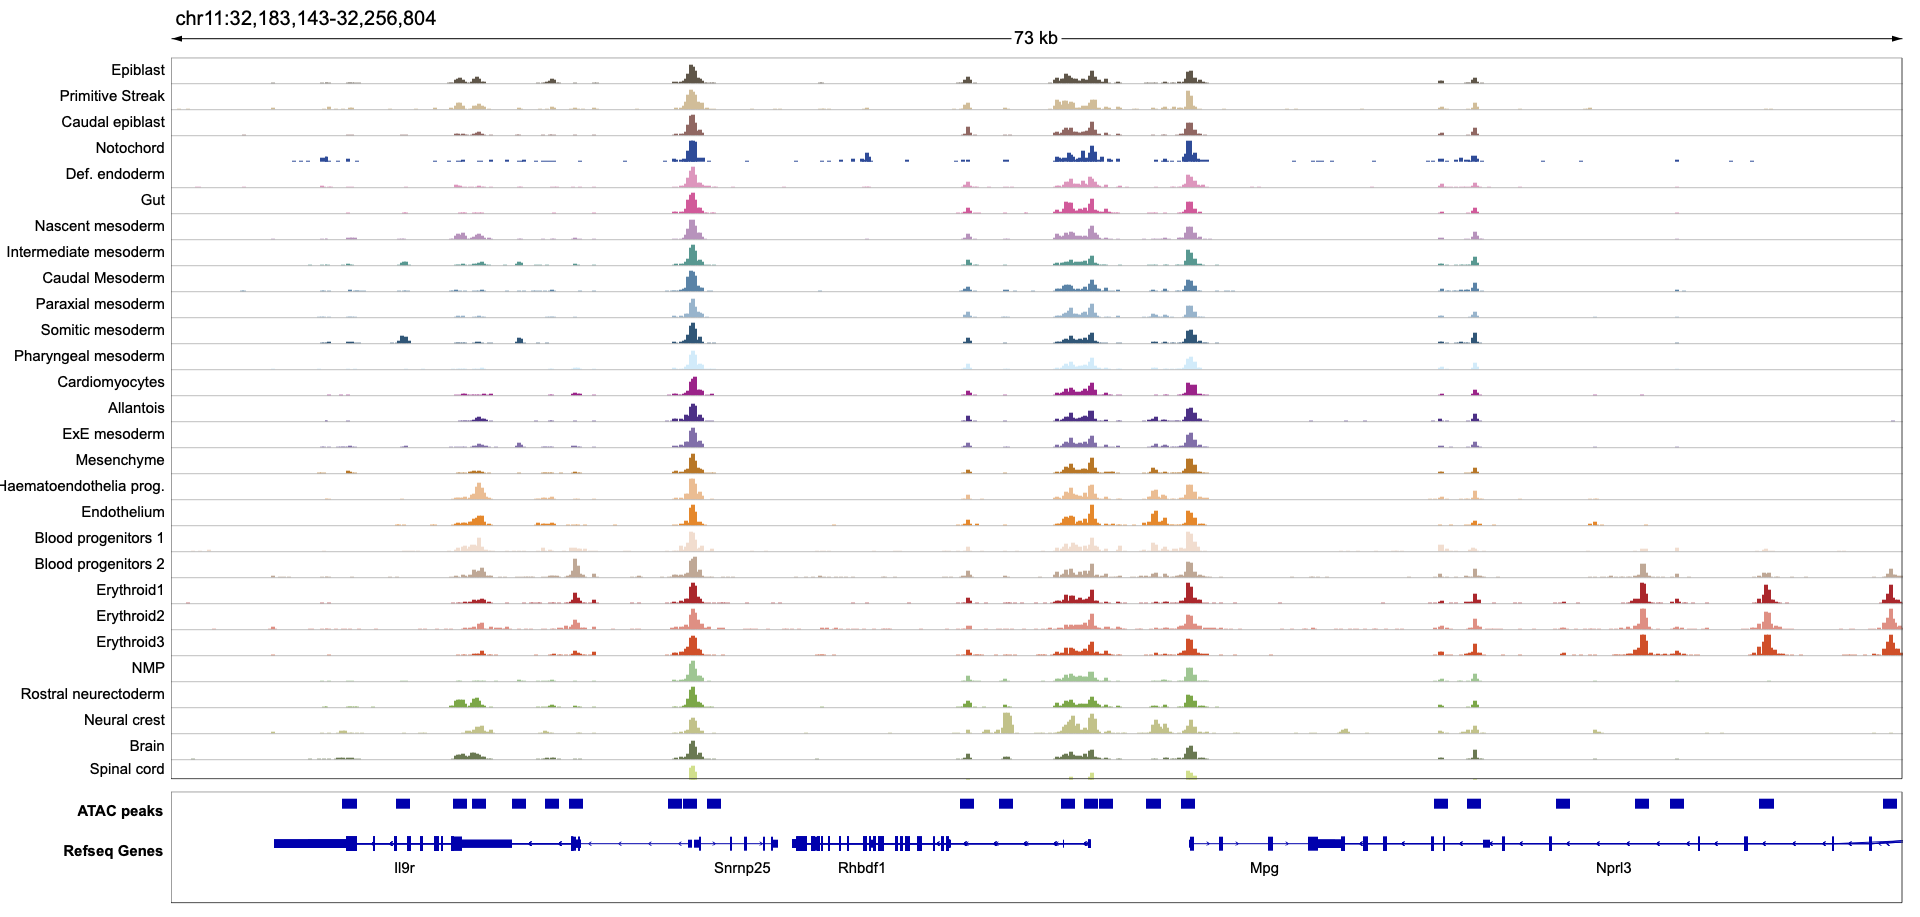 chr11:32,183,143-32,256,804
73 kb
Epiblast
Primitive Streak
Caudal epiblast
Notochord
Def. endoderm
Gut
Nascent mesoderm
Intermediate mesoderm
Caudal Mesoderm
Paraxial mesoderm
Somitic mesoderm
Pharyngeal mesoderm
Cardiomyocytes
Allantois
ExE mesoderm
Mesenchyme
Haematoendothelia prog.
Endothelium
Blood progenitors 1
Blood progenitors 2
Erythroid1
Erythroid2
Erythroid3
NMP
Rostral neurectoderm
Neural crest
Brain
Spinal cord
ATAC peaks
Refseq Genes
Il9r Snrnp25 Rhbdf1 Mpg Nprl3